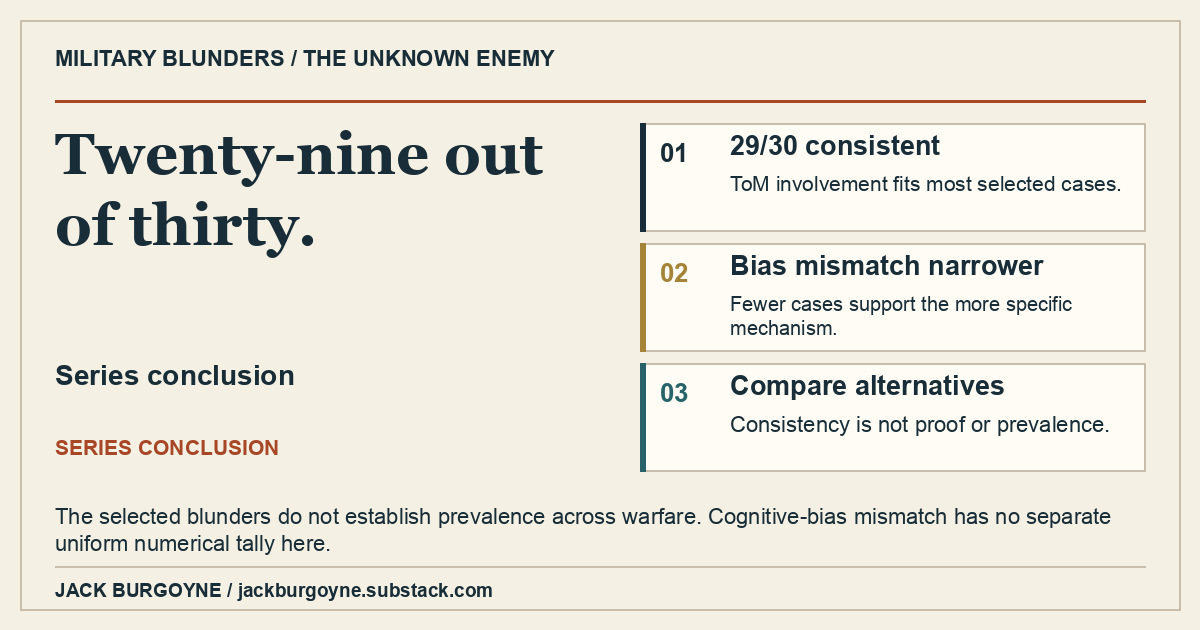 MILITARY BLUNDERS / THE UNKNOWN ENEMY
Twenty-nine out
of thirty.
Series conclusion
SERIES CONCLUSION
01
29/30 consistent
ToM involvement fits most selected cases.
02
Bias mismatch narrower
Fewer cases support the more specific
mechanism.
03
Compare alternatives
Consistency is not proof or prevalence.
The selected blunders do not establish prevalence across warfare. Cognitive-bias mismatch has no separate
uniform numerical tally here.
JACK BURGOYNE / jackburgoyne.substack.com